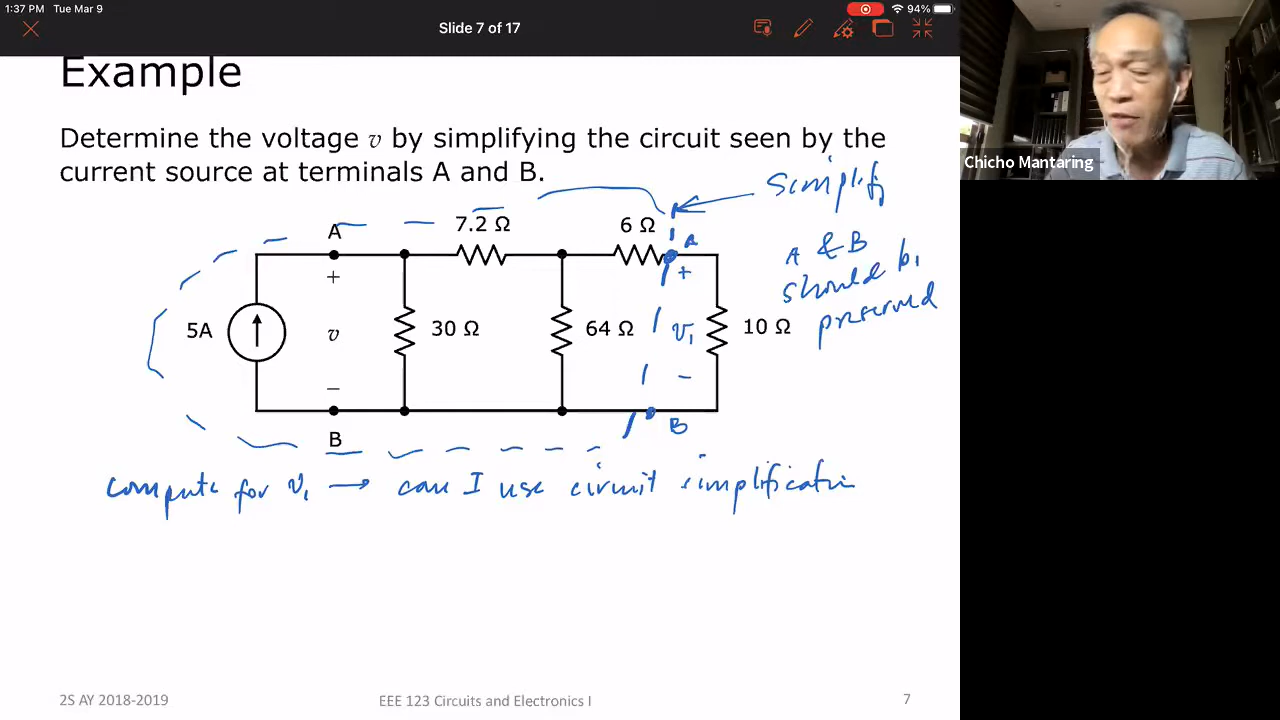 1:37 PM Tue Mar 9
94%
Slide 7 of 17
Example
Determine the voltage v by simplifying the circuit seen by the
current source at terminals A and B.
simplify
A
7.2 Ω
6 Ω
A
A & B
should be
preserved
+
+
5A
v
30 Ω
64 Ω
v₁
10 Ω
−
−
B
B
compute for v₁ → can I use circuit simplification
2S AY 2018-2019
EEE 123 Circuits and Electronics I
7
Chicho Mantaring